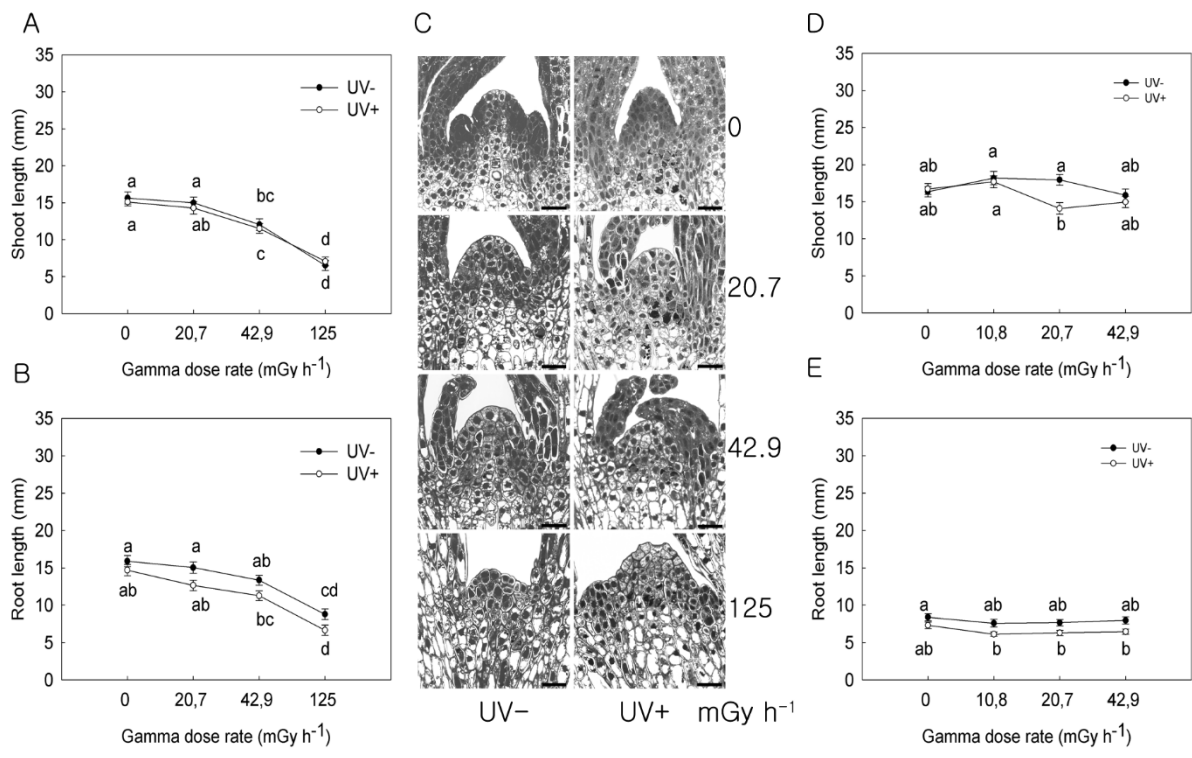 A
35
30
25
20
15
10
5
0
Shoot length (mm)
UV-
UV+
a
a
bc
d
a
ab
c
d
0
20,7
42,9
125
Gamma dose rate (mGy h⁻¹)
B
35
30
25
20
15
10
5
0
Root length (mm)
UV-
UV+
a
a
ab
cd
ab
ab
bc
d
0
20,7
42,9
125
Gamma dose rate (mGy h⁻¹)
C
0
20.7
42.9
125
UV-
UV+
mGy h⁻¹
D
35
30
25
20
15
10
5
0
Shoot length (mm)
UV-
UV+
ab
a
a
ab
ab
a
b
ab
0
10,8
20,7
42,9
Gamma dose rate (mGy h⁻¹)
E
35
30
25
20
15
10
5
0
Root length (mm)
UV-
UV+
a
ab
ab
ab
ab
b
b
b
0
10,8
20,7
42,9
Gamma dose rate (mGy h⁻¹)